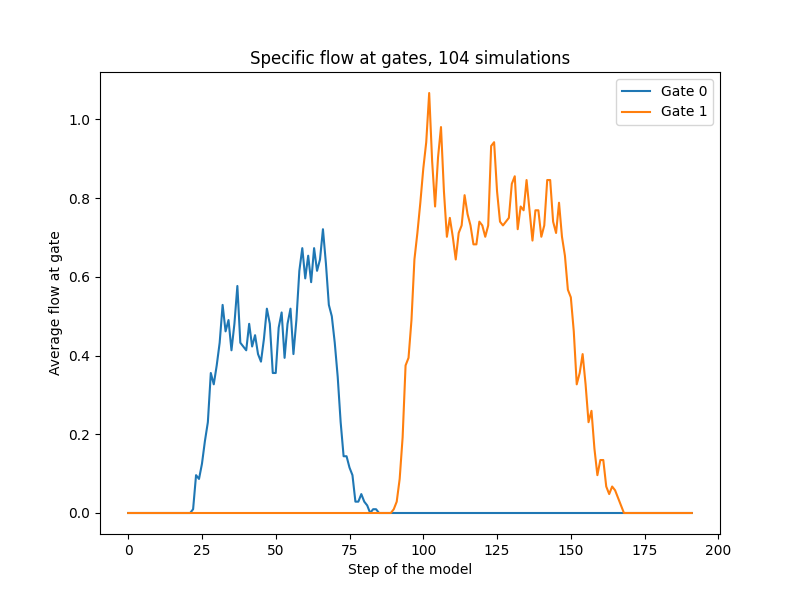 Specific flow at gates, 104 simulations
Gate 0
Gate 1
Average flow at gate
1.0
0.8
0.6
0.4
0.2
0.0
0 25 50 75 100 125 150 175 200
Step of the model